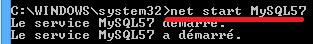 C:\WINDOWS\system32>net start MySQL57
Le service MySQL57 démarre.
Le service MySQL57 a démarré.